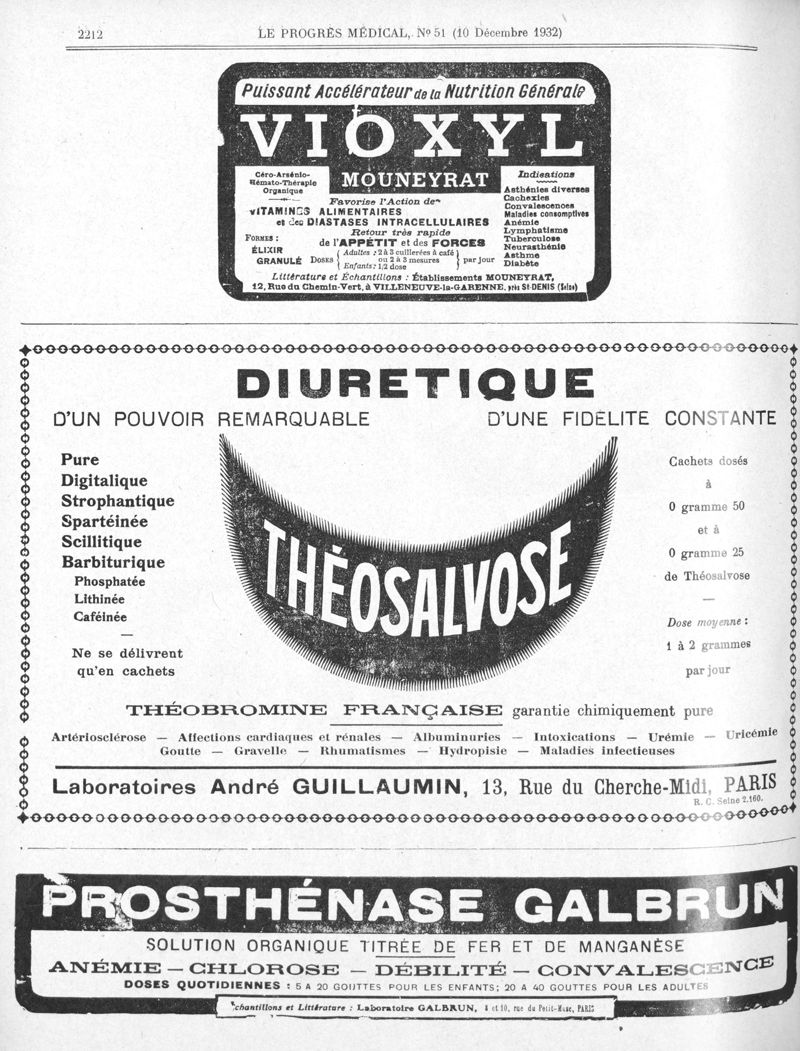 2212
LE PROGRÈS MÉDICAL, No 51 (10 Décembre 1932)
Puissant Accélérateur de la Nutrition Générale
VIOXYL
MOUNEYRAT
Céro-Arsénio-
Hémato-Thérapie
Organique
Favorise l'Action des
VITAMINES ALIMENTAIRES
et des DIASTASES INTRACELLULAIRES
Retour très rapide
de l'APPÉTIT et des FORCES
FORMES :
ÉLIXIR
GRANULÉ
DOSES
Adultes : 2 à 3 cuillerées à café
ou 2 à 3 mesures
Enfants : 1/2 dose
par jour
Indications
Asthénies diverses
Cachexies
Convalescences
Maladies consomptives
Anémie
Lymphatisme
Tuberculose
Neurasthénie
Asthme
Diabète
Littérature et Échantillons : Établissements MOUNEYRAT,
12, Rue du Chemin-Vert, à VILLENEUVE-la-GARENNE, près St-DENIS (Seine)
DIURETIQUE
D'UN POUVOIR REMARQUABLE
D'UNE FIDELITE CONSTANTE
Pure
Digitalique
Strophantique
Spartéinée
Scillitique
Barbiturique
Phosphatée
Lithinée
Caféinée
—
Ne se délivrent
qu'en cachets
THÉOSALVOSE
Cachets dosés
à
0 gramme 50
et à
0 gramme 25
de Théosalvose
—
Dose moyenne :
1 à 2 grammes
par jour
THÉOBROMINE FRANÇAISE garantie chimiquement pure
Artériosclérose — Affections cardiaques et rénales — Albuminuries — Intoxications — Urémie — Uricémie
Goutte — Gravelle — Rhumatismes — Hydropisie — Maladies infectieuses
Laboratoires André GUILLAUMIN, 13, Rue du Cherche-Midi, PARIS
R. C. Seine 2.160.
PROSTHÉNASE GALBRUN
SOLUTION ORGANIQUE TITRÉE DE FER ET DE MANGANÈSE
ANÉMIE — CHLOROSE — DÉBILITÉ — CONVALESCENCE
DOSES QUOTIDIENNES : 5 A 20 GOUTTES POUR LES ENFANTS; 20 A 40 GOUTTES POUR LES ADULTES
Échantillons et Littérature : Laboratoire GALBRUN, 8 et 10, rue du Petit-Musc, PARIS